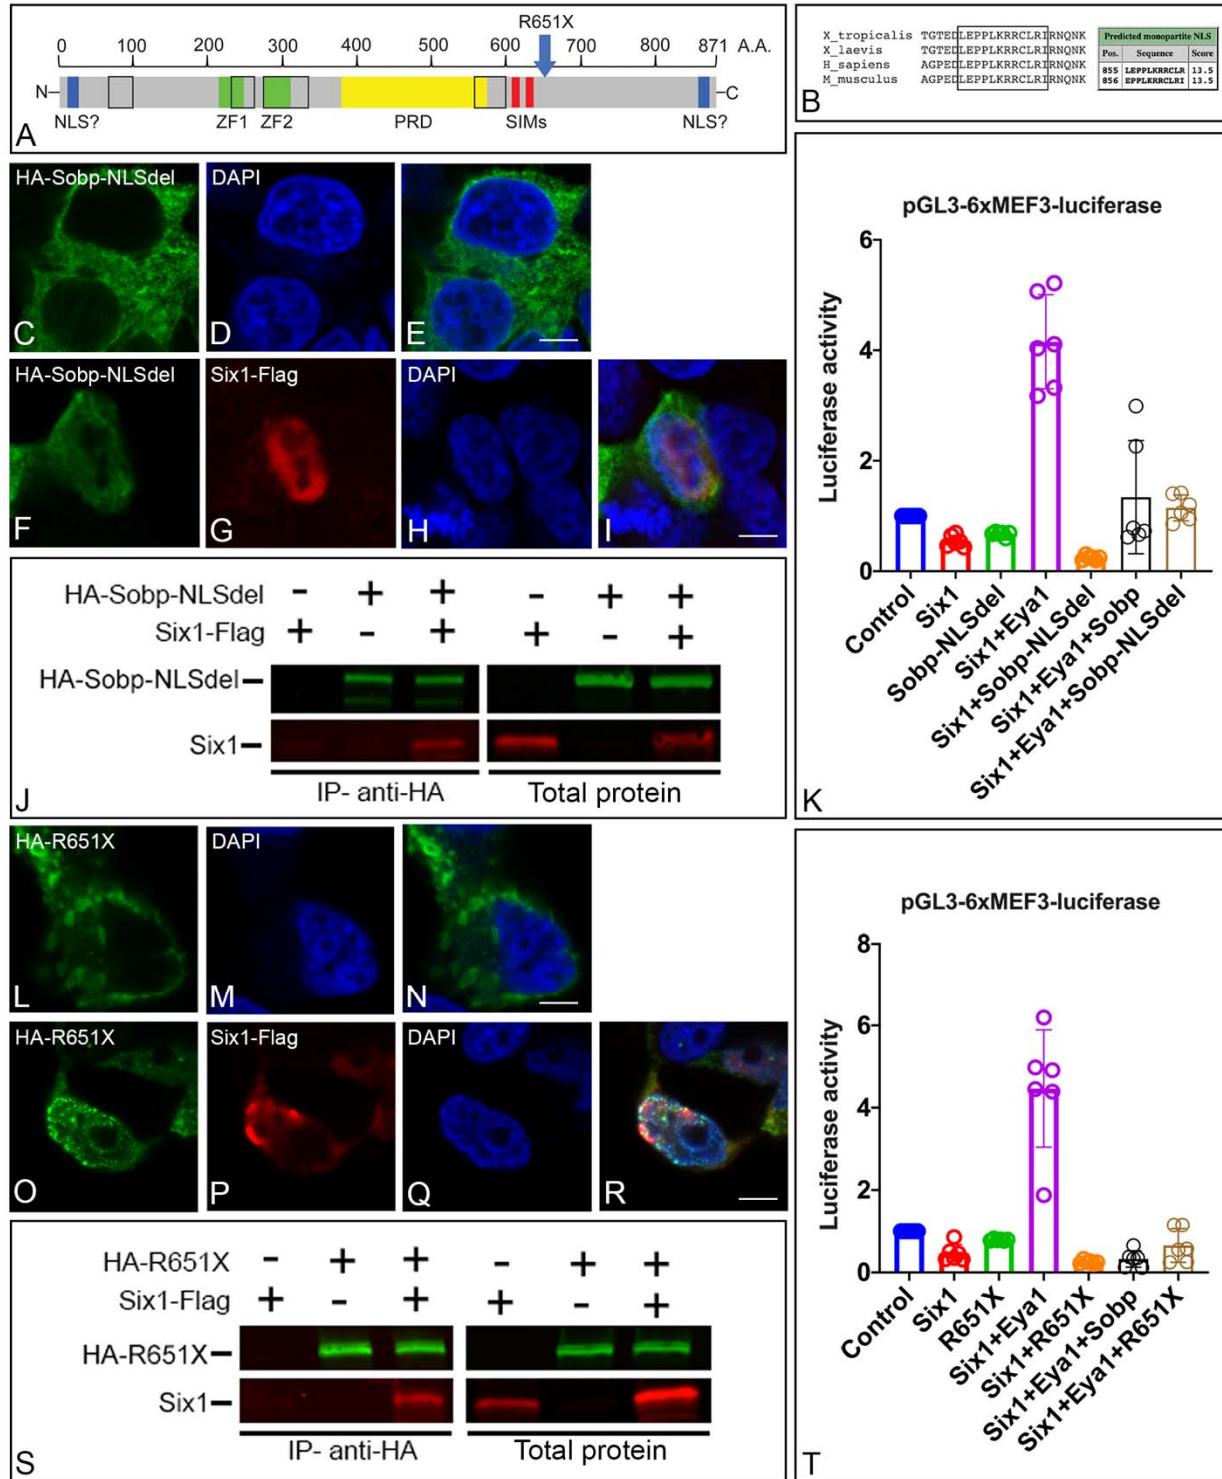 R651X
0 100 200 300 400 500 600 700 800 871 A.A.
N C
NLS? ZF1 ZF2 PRD SIMs NLS?
A
X_tropicalis TGTEDLEPPLKRRCLRIRNQNK
X_laevis TGTEDLEPPLKRRCLRIRNQNK
H_sapiens AGPEDLEPPLKRRCLRIRNQNK
M_musculus AGPEDLEPPLKRRCLRIRNQNK
Predicted monopartite NLS
Pos. Sequence Score
855 LEPPLKRRCLR 13.5
856 EPPLKRRCLRI 13.5
B
HA-Sobp-NLSdel DAPI
C D E
HA-Sobp-NLSdel Six1-Flag DAPI
F G H I
HA-Sobp-NLSdel - + + - + +
Six1-Flag + - + + - +
HA-Sobp-NLSdel
Six1
IP- anti-HA Total protein
J
pGL3-6xMEF3-luciferase
Luciferase activity
6
4
2
0
Control
Six1
Sobp-NLSdel
Six1+Eya1
Six1+Sobp-NLSdel
Six1+Eya1+Sobp
Six1+Eya1+Sobp-NLSdel
K
HA-R651X DAPI
L M N
HA-R651X Six1-Flag DAPI
O P Q R
HA-R651X - + + - + +
Six1-Flag + - + + - +
HA-R651X
Six1
IP- anti-HA Total protein
S
pGL3-6xMEF3-luciferase
Luciferase activity
8
6
4
2
0
Control
Six1
R651X
Six1+Eya1
Six1+R651X
Six1+Eya1+Sobp
Six1+Eya1+R651X
T